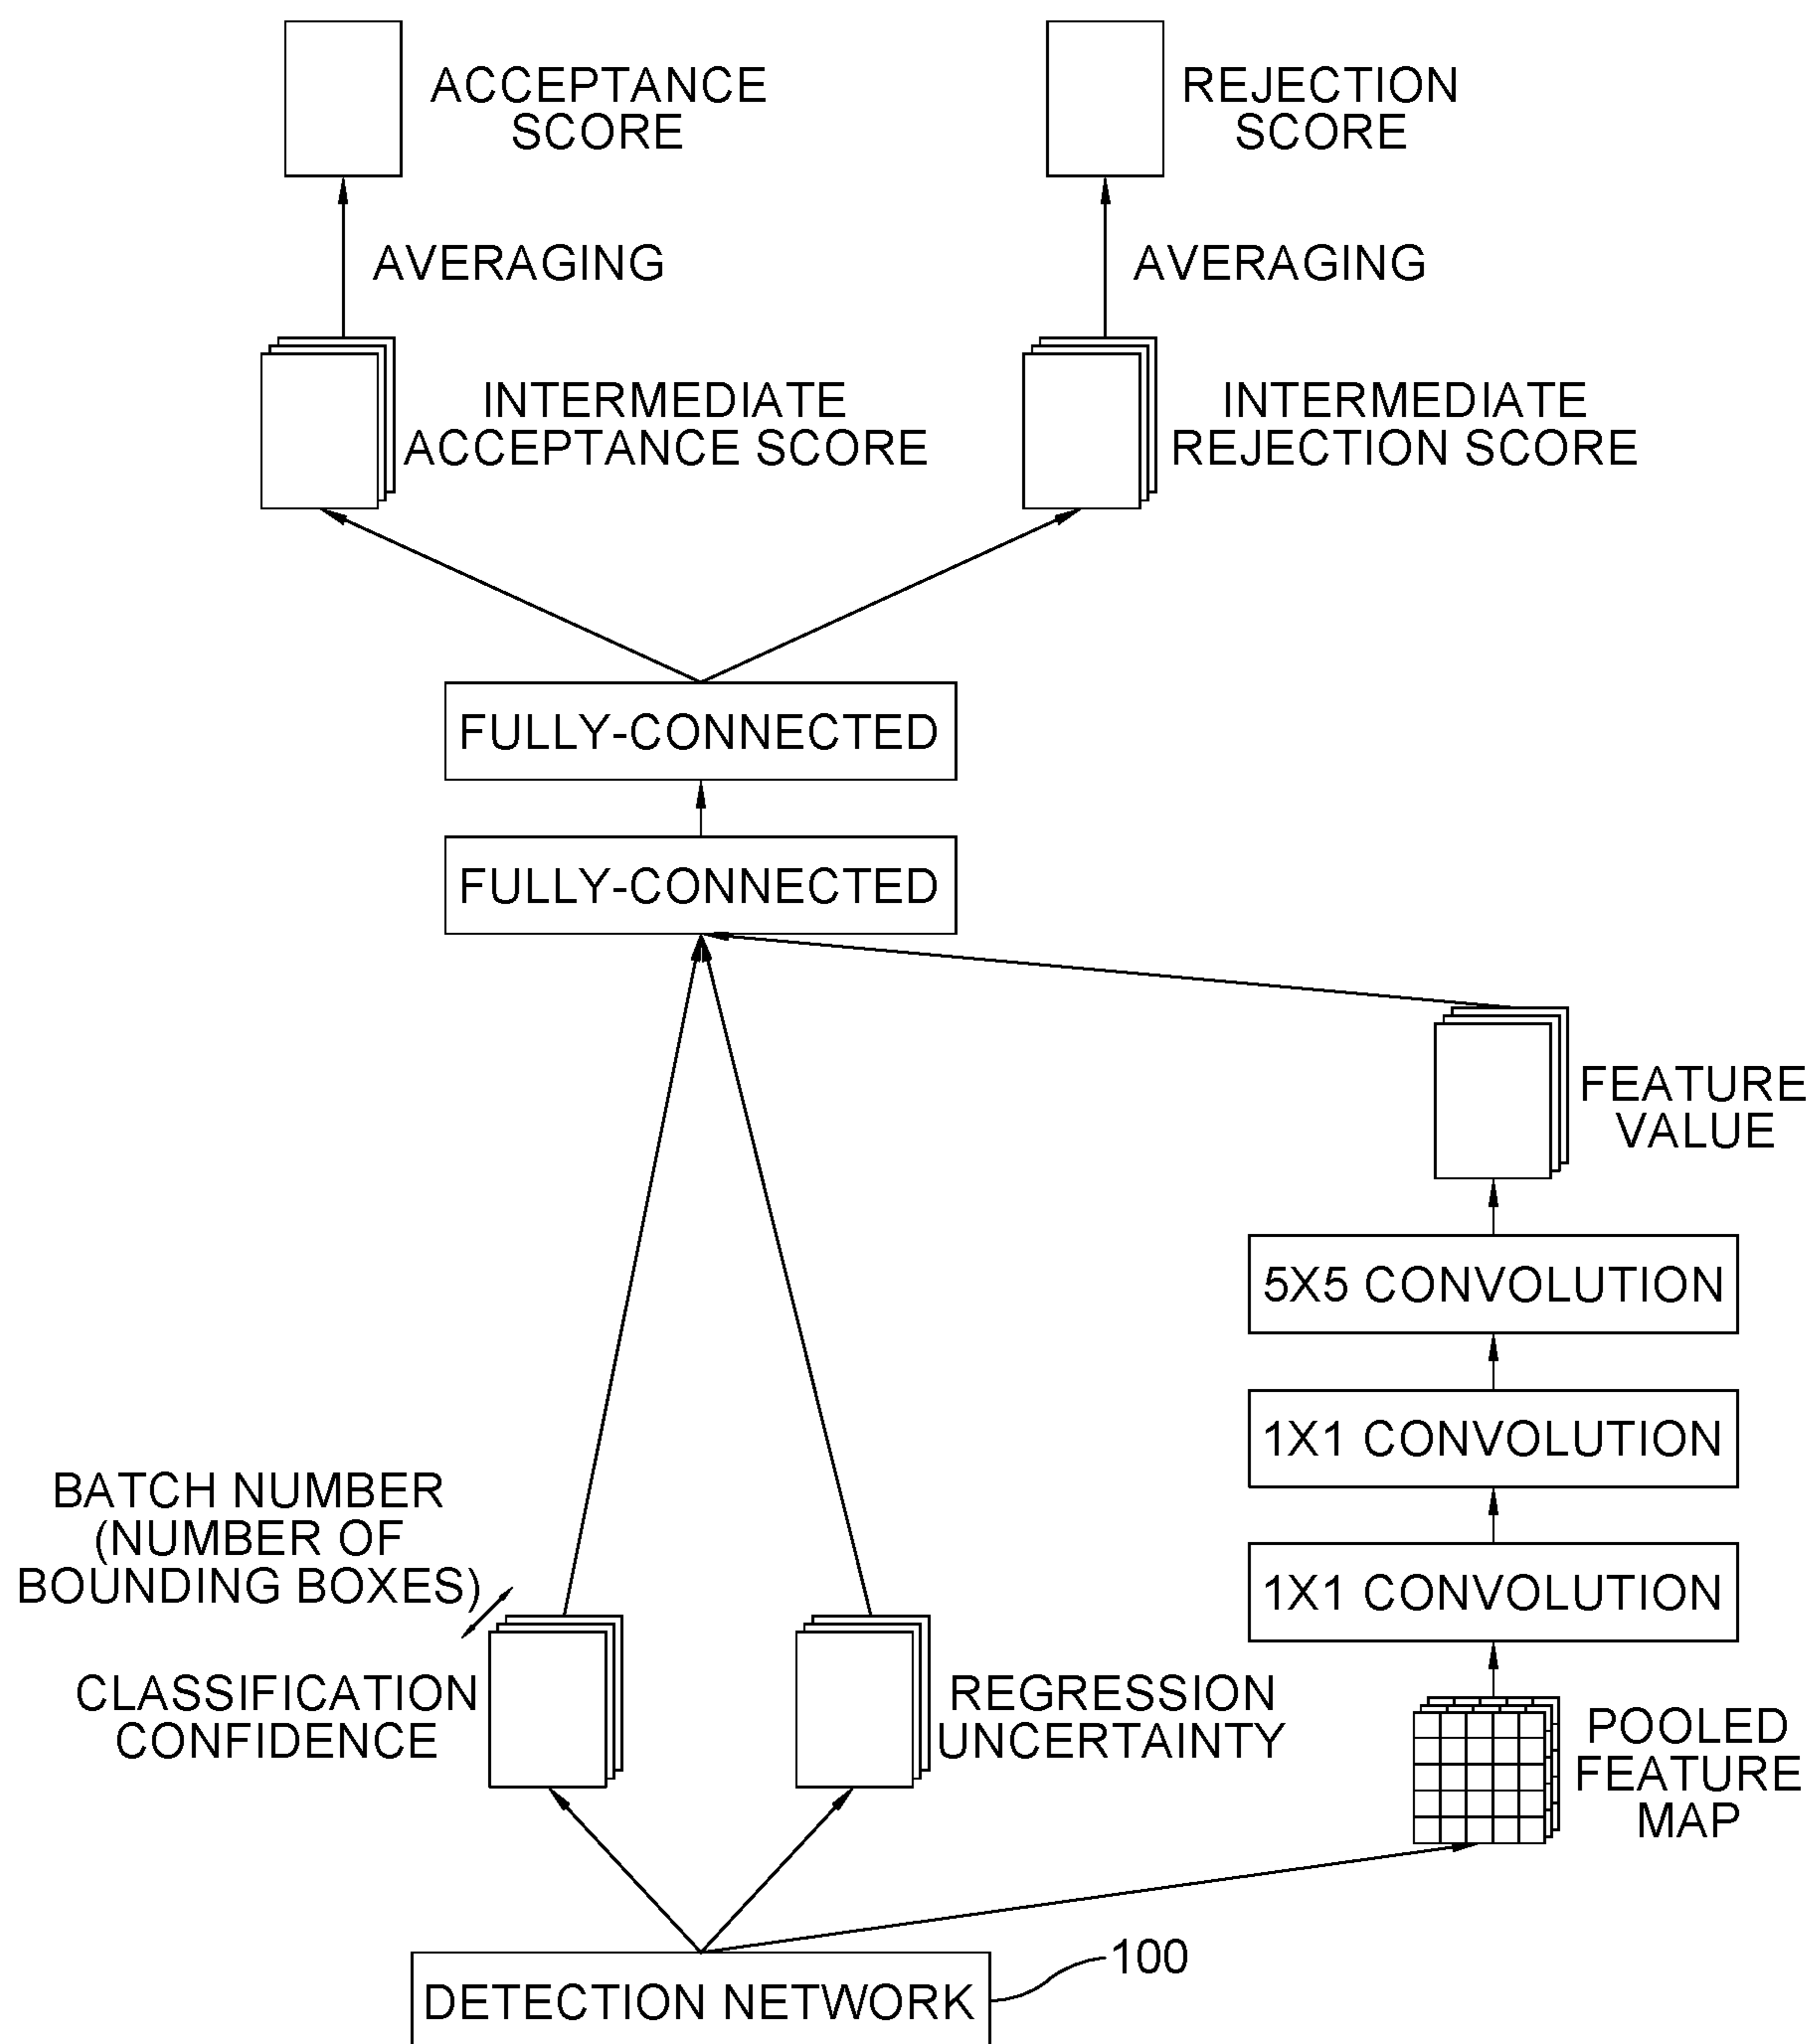 ACCEPTANCE
SCORE
REJECTION
SCORE
AVERAGING
AVERAGING
INTERMEDIATE
ACCEPTANCE SCORE
INTERMEDIATE
REJECTION SCORE
FULLY-CONNECTED
FULLY-CONNECTED
FEATURE
VALUE
5X5 CONVOLUTION
1X1 CONVOLUTION
1X1 CONVOLUTION
BATCH NUMBER
(NUMBER OF
BOUNDING BOXES)
CLASSIFICATION
CONFIDENCE
REGRESSION
UNCERTAINTY
POOLED
FEATURE
MAP
100
DETECTION NETWORK